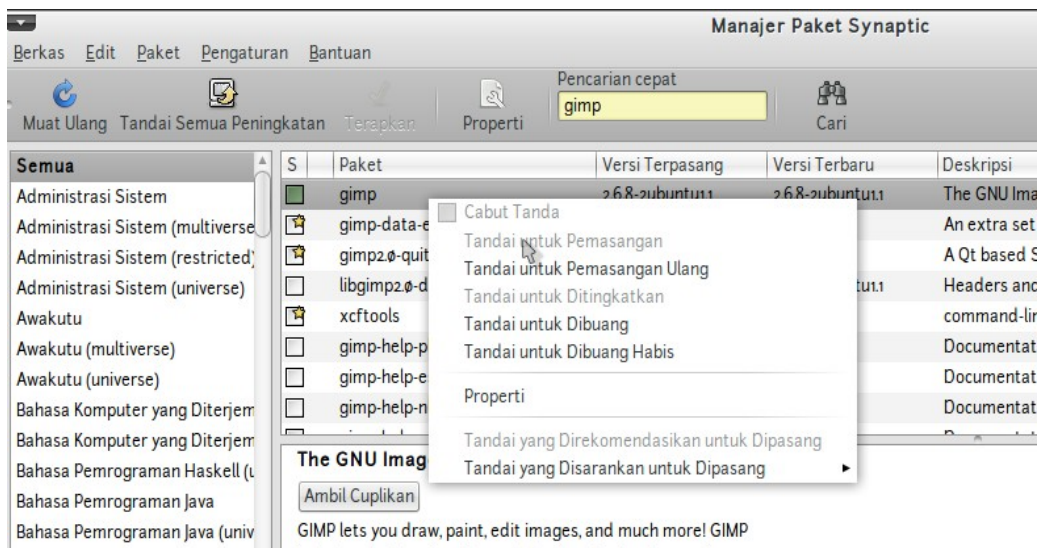 Manajer Paket Synaptic
Berkas Edit Paket Pengaturan Bantuan
Pencarian cepat
gimp
Muat Ulang Tandai Semua Peningkatan Terapkan Properti Cari
Semua
Administrasi Sistem
Administrasi Sistem (multiverse
Administrasi Sistem (restricted)
Administrasi Sistem (universe)
Awakutu
Awakutu (multiverse)
Awakutu (universe)
Bahasa Komputer yang Diterjem
Bahasa Komputer yang Diterjem
Bahasa Pemrograman Haskell (u
Bahasa Pemrograman Java
Bahasa Pemrograman Java (univ
S Paket Versi Terpasang Versi Terbaru Deskripsi
gimp 2.6.8-2ubuntu1.1 2.6.8-2ubuntu1.1 The GNU Ima
gimp-data-e An extra set
gimp2.0-quit A Qt based S
libgimp2.0-d tu1.1 Headers and
xcftools command-lin
gimp-help-p Documentat
gimp-help-e Documentat
gimp-help-n Documentat
Cabut Tanda
Tandai untuk Pemasangan
Tandai untuk Pemasangan Ulang
Tandai untuk Ditingkatkan
Tandai untuk Dibuang
Tandai untuk Dibuang Habis
Properti
Tandai yang Direkomendasikan untuk Dipasang
Tandai yang Disarankan untuk Dipasang
The GNU Imag
Ambil Cuplikan
GIMP lets you draw, paint, edit images, and much more! GIMP